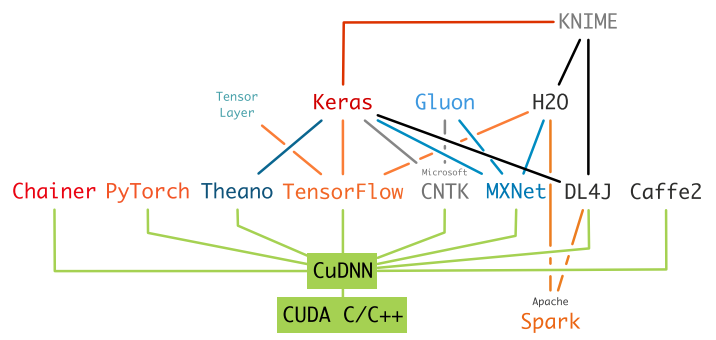 KNIME
Tensor
Layer
Keras
Gluon
H2O
Microsoft
Chainer
PyTorch
Theano
TensorFlow
CNTK
MXNet
DL4J
Caffe2
CuDNN
Apache
CUDA C/C++
Spark